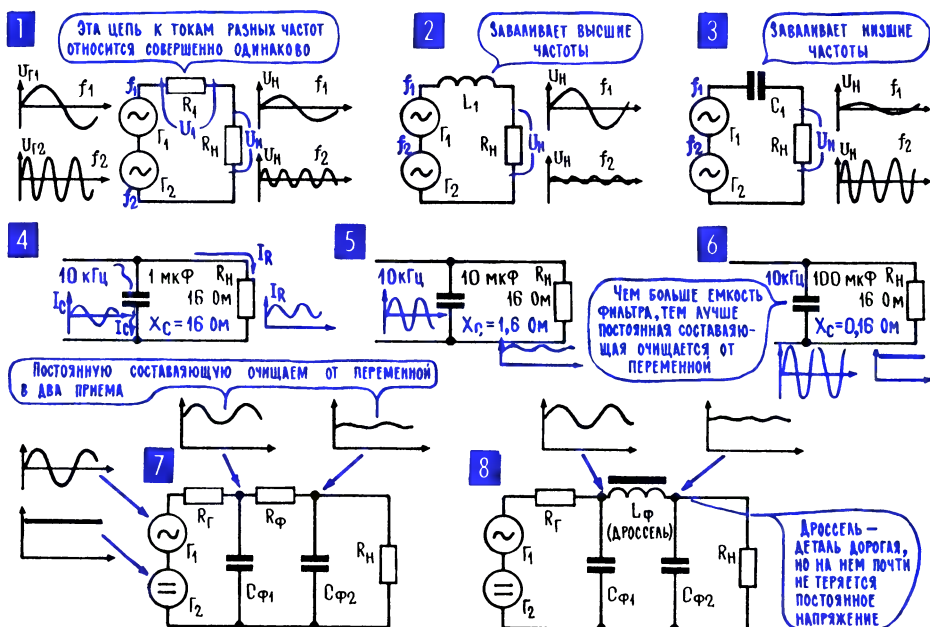 1
Эта цепь к токам разных частот
относится совершенно одинаково
Uг1
f1
Uг2
f2
f1
R1
U1
Г1
Rн
Uн
Г2
f2
Uн
f1
Uн
f2
2
Заваливает высшие
частоты
f1
L1
Г1
f2
Rн
Uн
Г2
Uн
f1
Uн
f2
3
Заваливает низшие
частоты
f1
C1
Г1
f2
Rн
Uн
Г2
Uн
f1
Uн
f2
4
IR
10 кГц
1 мкФ
Rн
16 Ом
IC
IC
XC=16 Ом
IR
5
10 кГц
10 мкФ
Rн
16 Ом
XC=1,6 Ом
6
Чем больше емкость
фильтра, тем лучше
постоянная составляю-
щая очищается от
переменной
10кГц
100 мкФ
Rн
16 Ом
XC=0,16 Ом
Постоянную составляющую очищаем от переменной
в два приема
7
Rг
Rф
Г1
Г2
Cф1
Cф2
Rн
8
Rг
Lф
(дроссель)
Г1
Г2
Cф1
Cф2
Rн
Дроссель —
деталь дорогая,
но на нем почти
не теряется
постоянное
напряжение